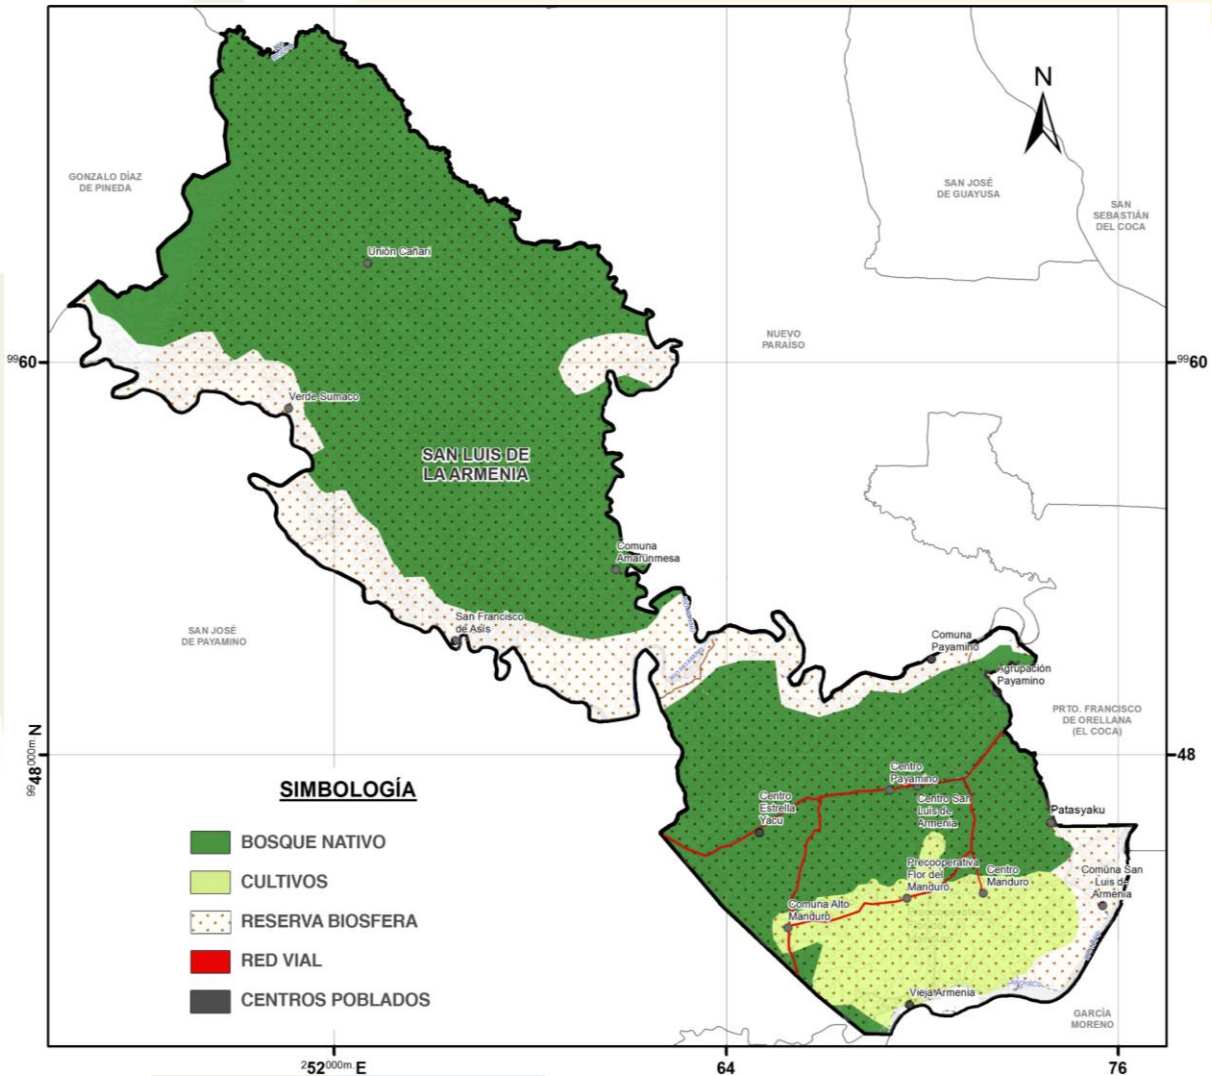 N
GONZALO DÍAZ
DE PINEDA
SAN JOSÉ
DE GUAYUSA
SAN
SEBASTIÁN
DEL COCA
Unión Cañari
NUEVO
PARAÍSO
9960
9960
Verde Sumaco
SAN LUIS DE
LA ARMENIA
Comuna
Amarunmesa
San Francisco
de Asís
SAN JOSÉ
DE PAYAMINO
RÍO PAYAMINO
Comuna
Payamino
Agrupación
Payamino
PRTO. FRANCISCO
DE ORELLANA
(EL COCA)
9948000m. N
48
Centro
Payamino
Centro
Estrella
Yacu
Centro San
Luis de
Armenia
Patasyaku
Precooperativa
Flor del
Manduro
Centro
Manduro
Comuna San
Luis de
Armenia
Comuna Alto
Manduro
Vieja Armenia
GARCÍA
MORENO
SIMBOLOGÍA
BOSQUE NATIVO
CULTIVOS
RESERVA BIOSFERA
RED VIAL
CENTROS POBLADOS
252000m. E
64
76